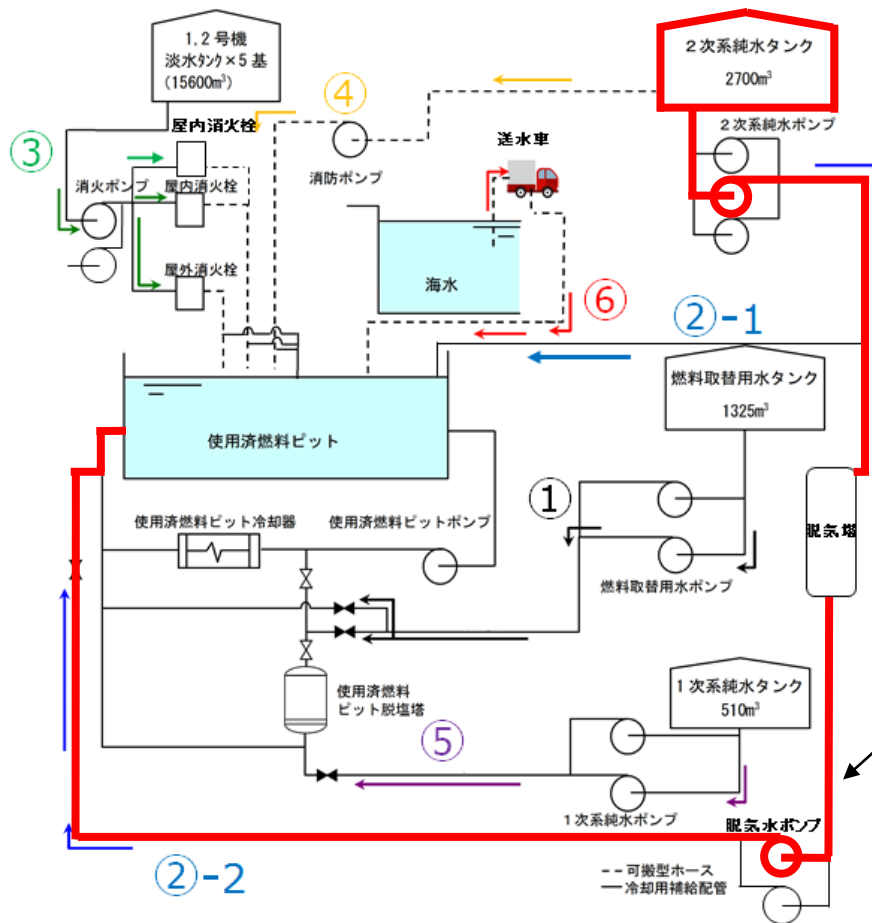 1,2号機
淡水タンク×5基
(15600m³)
2次系純水タンク
2700m³
④
屋内消火栓
送水車
2次系純水ポンプ
③
消防ポンプ
消火ポンプ
屋内消火栓
屋外消火栓
海水
⑥
②-1
燃料取替用水タンク
1325m³
使用済燃料ピット
①
使用済燃料ピット冷却器
使用済燃料ピットポンプ
脱気塔
燃料取替用水ポンプ
使用済燃料
ピット脱塩塔
1次系純水タンク
510m³
⑤
1次系純水ポンプ
脱気水ポンプ
②-2
--- 可搬型ホース
— 冷却用補給配管